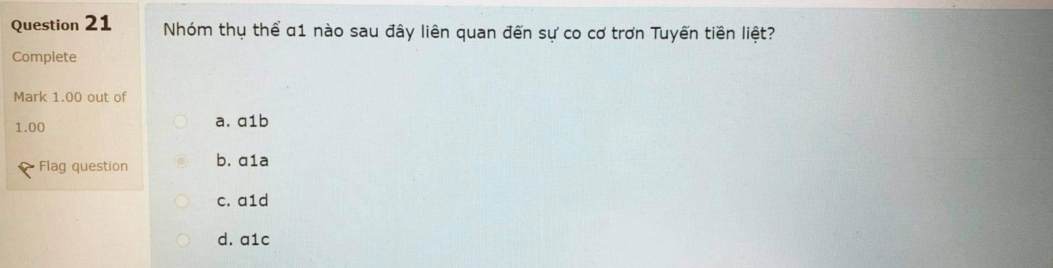 Question 21
Complete
Mark 1.00 out of
1.00
Flag question
Nhóm thụ thể α1 nào sau đây liên quan đến sự co cơ trơn Tuyến tiền liệt?
a. α1b
b. α1a
c. α1d
d. α1c